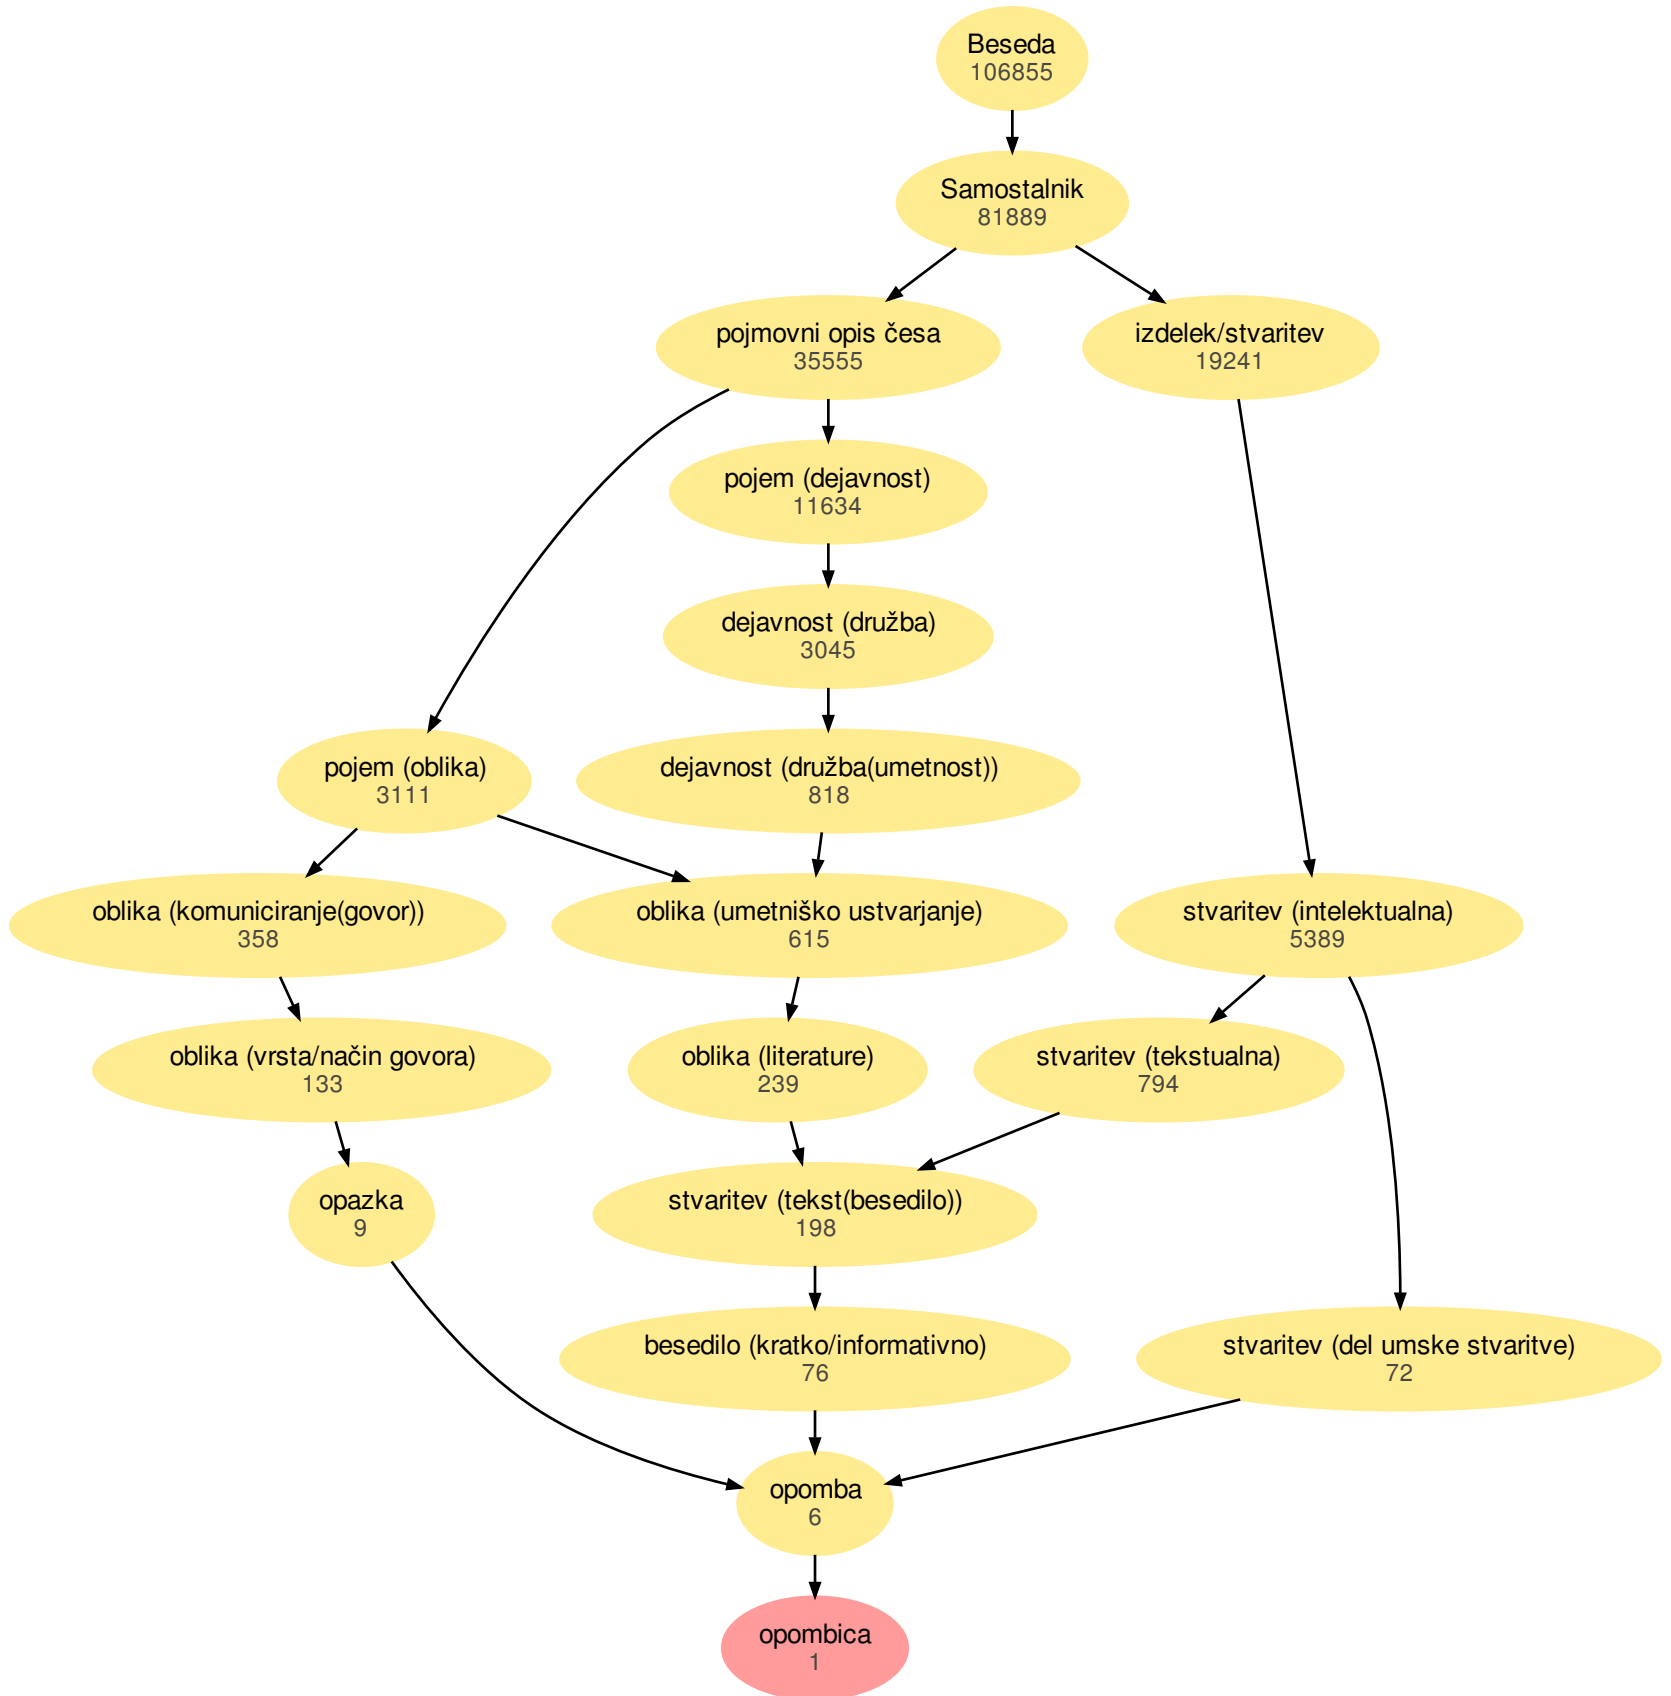 Beseda
106855
Samostalnik
81889
pojmovni opis česa
35555
izdelek/stvaritev
19241
pojem (dejavnost)
11634
dejavnost (družba)
3045
pojem (oblika)
3111
dejavnost (družba(umetnost))
818
oblika (komuniciranje(govor))
358
oblika (umetniško ustvarjanje)
615
stvaritev (intelektualna)
5389
oblika (vrsta/način govora)
133
oblika (literature)
239
stvaritev (tekstualna)
794
opazka
9
stvaritev (tekst(besedilo))
198
besedilo (kratko/informativno)
76
stvaritev (del umske stvaritve)
72
opomba
6
opombica
1